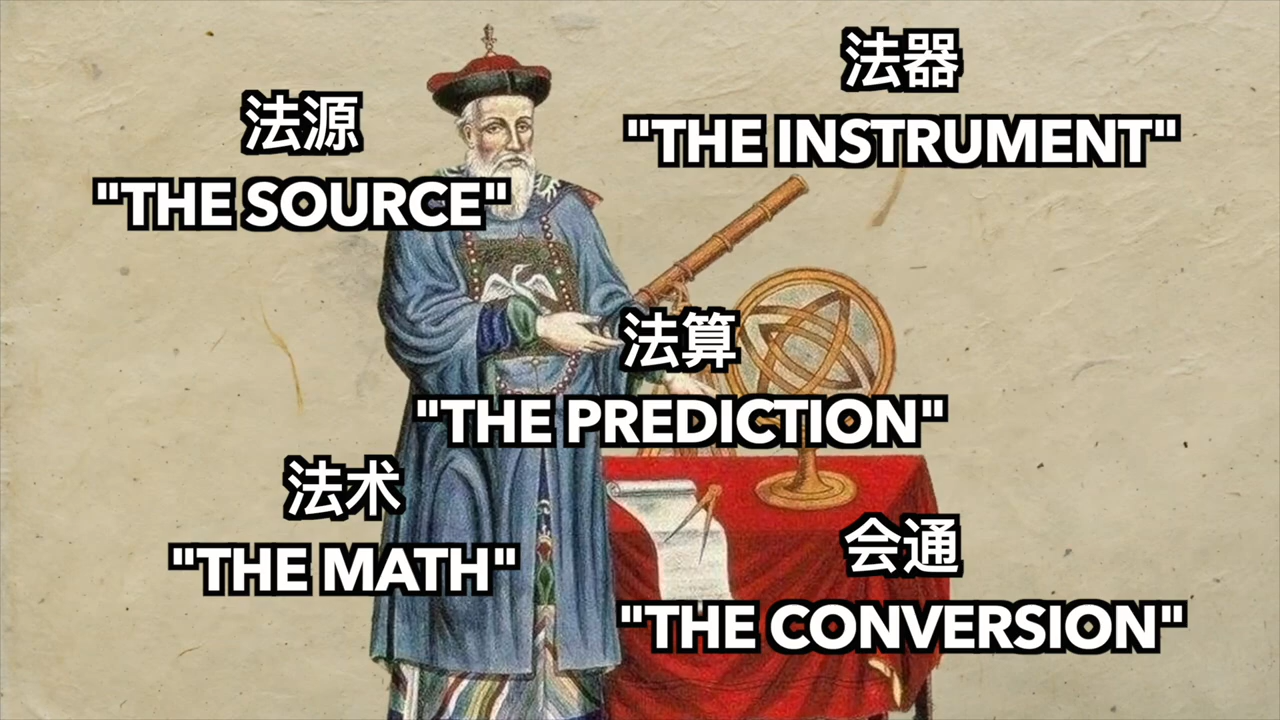 法源
"THE SOURCE"
法器
"THE INSTRUMENT"
法算
"THE PREDICTION"
法术
"THE MATH"
会通
"THE CONVERSION"